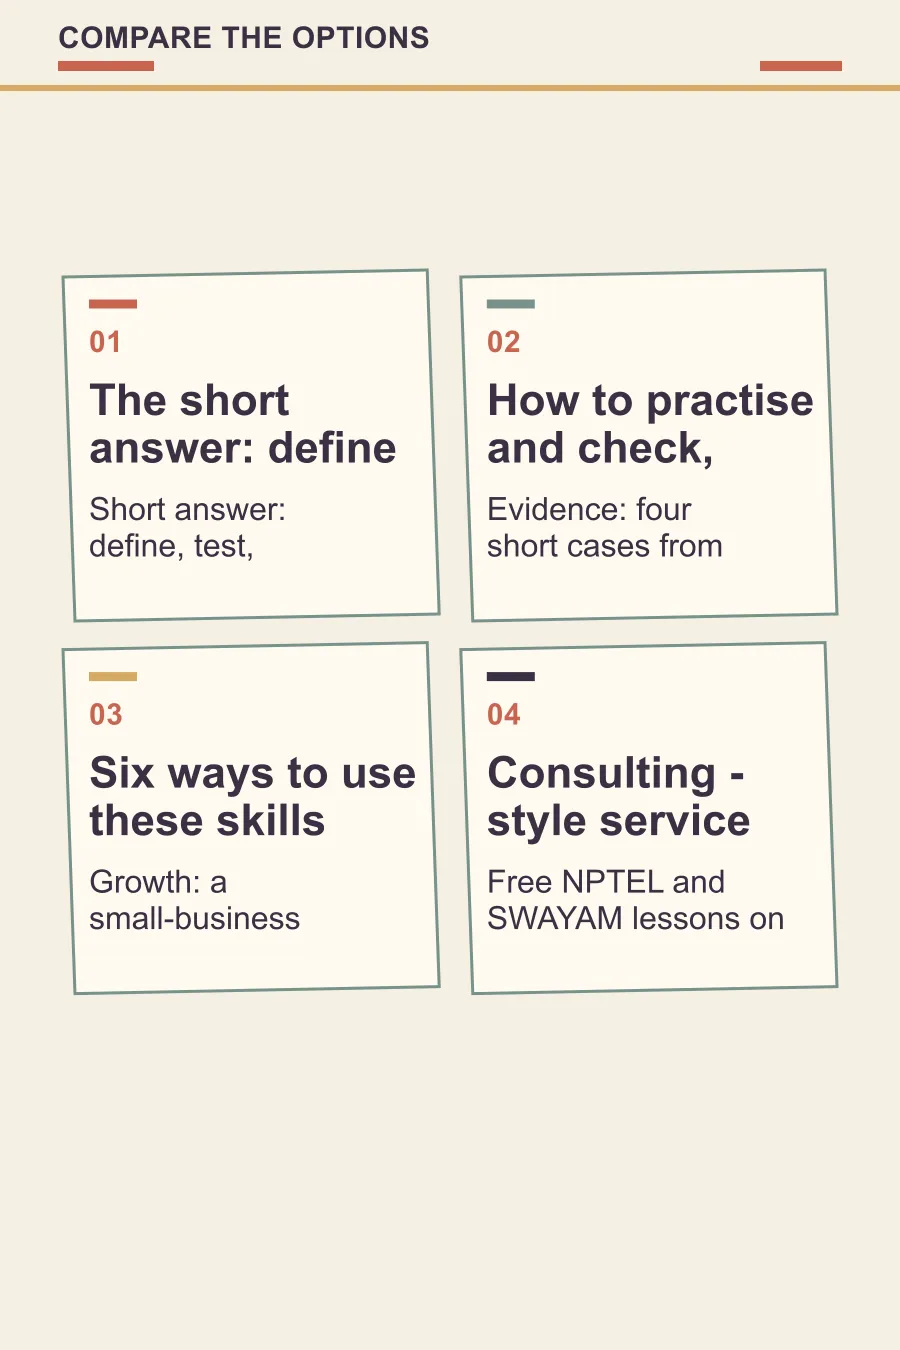 COMPARE THE OPTIONS
01
The short
answer: define
Short answer:
define, test,
02
How to practise
and check,
Evidence: four
short cases from
03
Six ways to use
these skills
Growth: a
small-business
04
Consulting -
style service
Free NPTEL and
SWAYAM lessons on